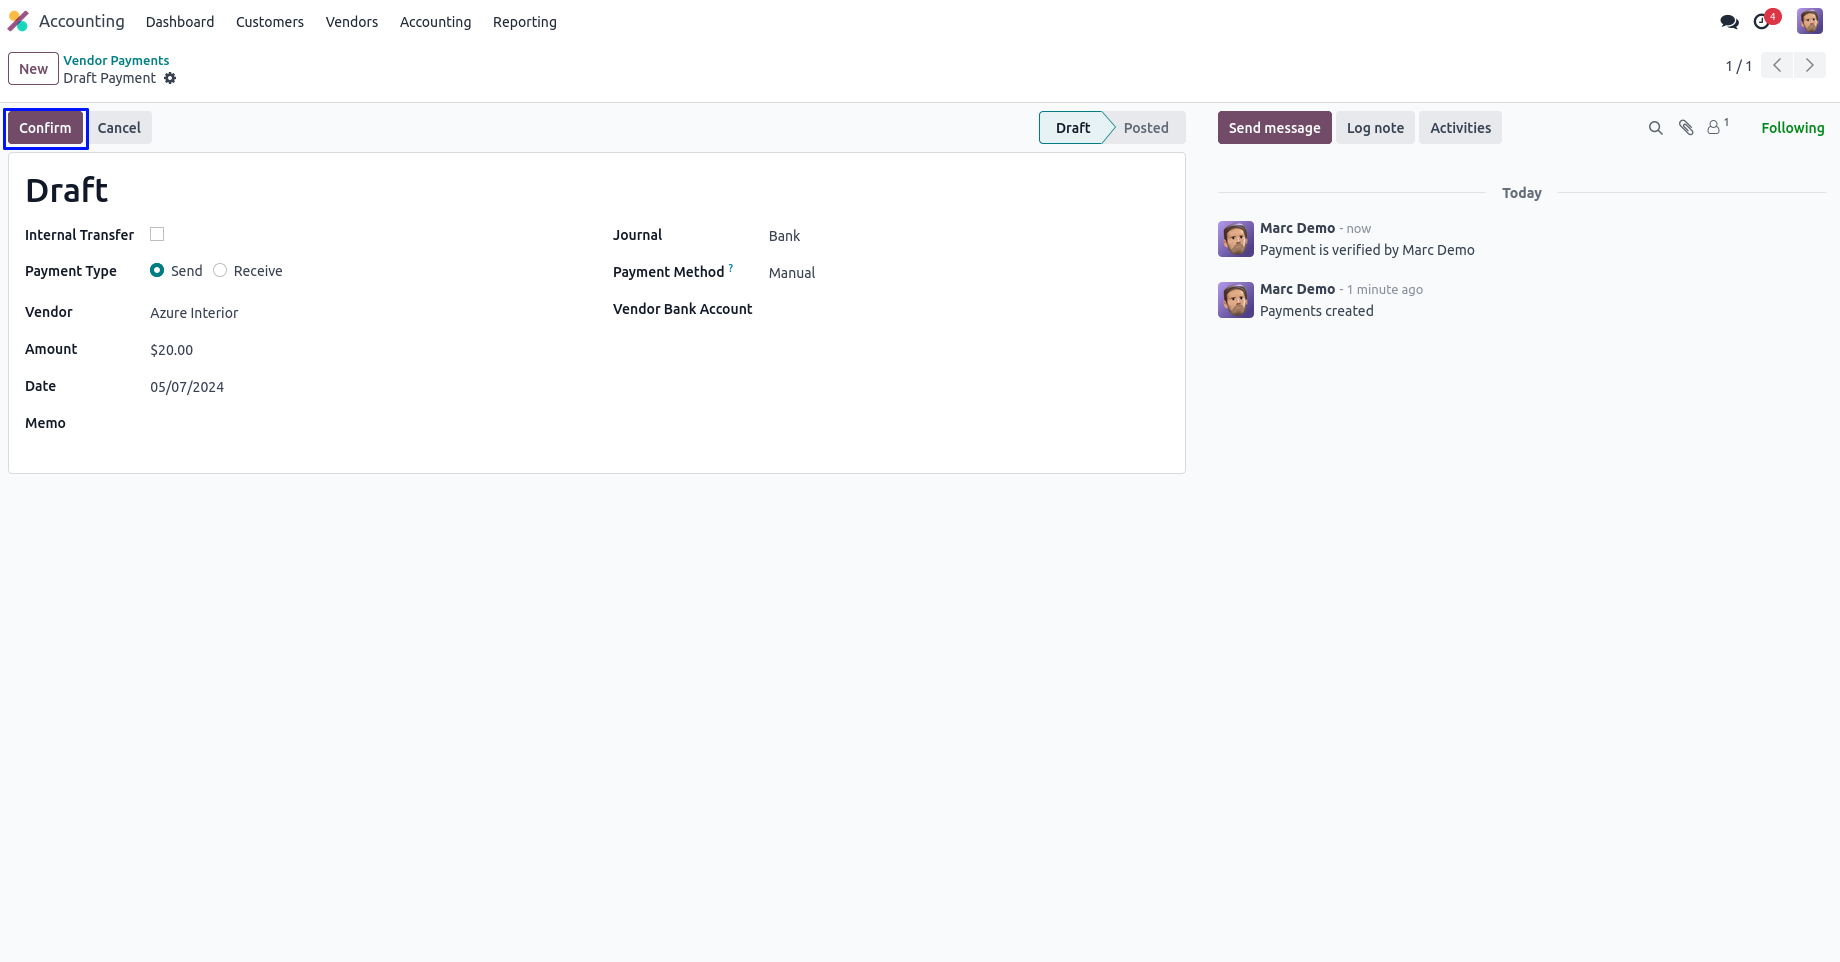 Accounting Dashboard Customers Vendors Accounting Reporting 4
New Vendor Payments
Draft Payment
1 / 1
Confirm Cancel Draft Posted Send message Log note Activities 1 Following
Draft
Internal Transfer
Payment Type Send Receive
Vendor Azure Interior
Amount $20.00
Date 05/07/2024
Memo
Journal Bank
Payment Method ? Manual
Vendor Bank Account
Today
Marc Demo - now
Payment is verified by Marc Demo
Marc Demo - 1 minute ago
Payments created